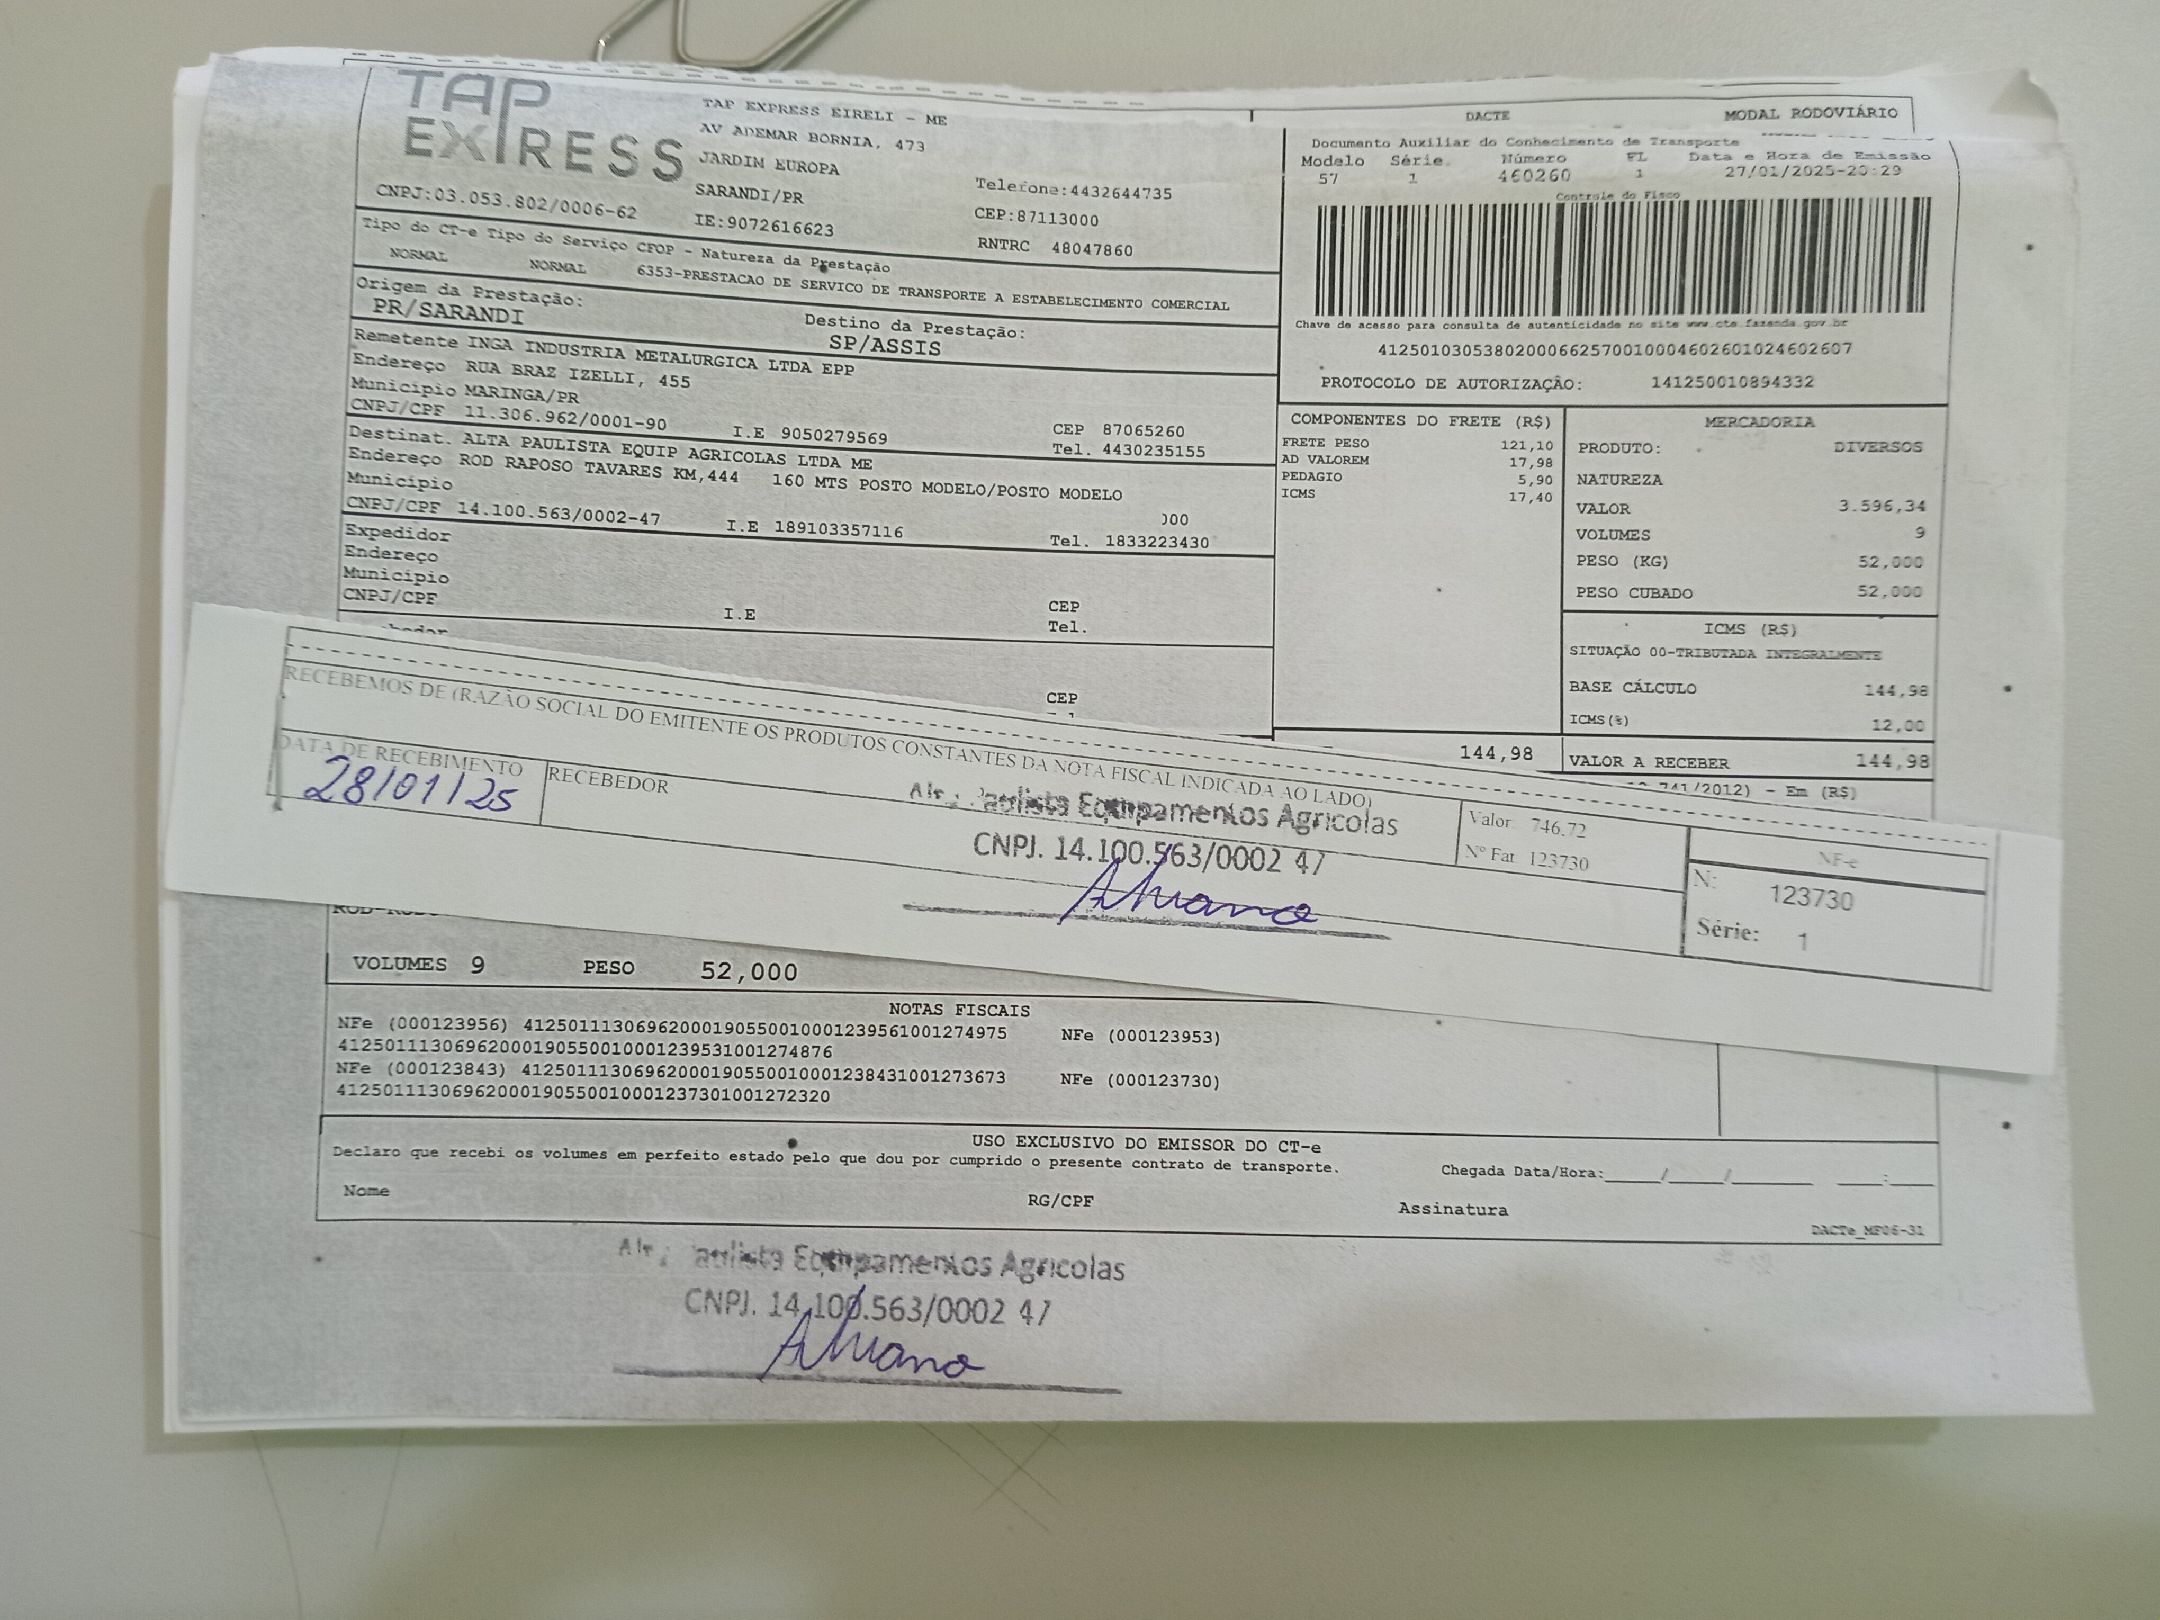 TAP
EXPRESS
TAP EXPRESS EIRELI - ME
AV ADEMAR BORNIA, 473
JARDIN EUROPA
SARANDI/PR
Telefone:4432644735
CEP:87113000
CNPJ:03.053.802/0006-62
IE:9072616623
RNTRC 48047860
Tipo do CT-e Tipo do Serviço CFOP - Natureza da Prestação
NORMAL NORMAL 6353-PRESTACAO DE SERVICO DE TRANSPORTE A ESTABELECIMENTO COMERCIAL
Origem da Prestação:
PR/SARANDI
Destino da Prestação:
SP/ASSIS
Remetente INGA INDUSTRIA METALURGICA LTDA EPP
Endereço RUA BRAZ IZELLI, 455
Município MARINGA/PR
CEP 87065260
CNPJ/CPF 11.306.962/0001-90 I.E 9050279569 Tel. 4430235155
Destinat. ALTA PAULISTA EQUIP AGRICOLAS LTDA ME
Endereço ROD RAPOSO TAVARES KM,444 160 MTS POSTO MODELO/POSTO MODELO
Município
000
CNPJ/CPF 14.100.563/0002-47 I.E 189103357116 Tel. 1833223430
Expedidor
Endereço
Município
CEP
CNPJ/CPF I.E Tel.
CEP
DACTE MODAL RODOVIÁRIO
Documento Auxiliar do Conhecimento de Transporte
Modelo Série Número FL Data e Hora de Emissão
57 1 460260 1 27/01/2025-20:29
Controle do Fisco
Chave de acesso para consulta de autenticidade no site www.cte.fazenda.gov.br
41250103053802000662570010004602601024602607
PROTOCOLO DE AUTORIZAÇÃO: 141250010894332
COMPONENTES DO FRETE (R$)
FRETE PESO 121,10
AD VALOREM 17,98
PEDAGIO 5,90
ICMS 17,40
144,98
MERCADORIA
PRODUTO: DIVERSOS
NATUREZA
VALOR 3.596,34
VOLUMES 9
PESO (KG) 52,000
PESO CUBADO 52,000
ICMS (R$)
SITUAÇÃO 00-TRIBUTADA INTEGRALMENTE
BASE CÁLCULO 144,98
ICMS(%) 12,00
VALOR A RECEBER 144,98
741/2012) - Em (R$)
RECEBEMOS DE (RAZÃO SOCIAL DO EMITENTE OS PRODUTOS CONSTANTES DA NOTA FISCAL INDICADA AO LADO)
DATA DE RECEBIMENTO
28/01/25
RECEBEDOR
Paulista Equipamentos Agricolas
CNPJ. 14.100.563/0002 47
Valor 746.72
Nº Fat 123730
NF-e
N: 123730
Série: 1
VOLUMES 9 PESO 52,000
NOTAS FISCAIS
NFe (000123956) 41250111306962000190550010001239561001274975 NFe (000123953)
41250111306962000190550010001239531001274876
NFe (000123843) 41250111306962000190550010001238431001273673 NFe (000123730)
41250111306962000190550010001237301001272320
USO EXCLUSIVO DO EMISSOR DO CT-e
Declaro que recebi os volumes em perfeito estado pelo que dou por cumprido o presente contrato de transporte.
Chegada Data/Hora:____/____/______ ___:___
Nome RG/CPF Assinatura
DACTe_MF06-31
Paulista Equipamentos Agricolas
CNPJ. 14.100.563/0002 47